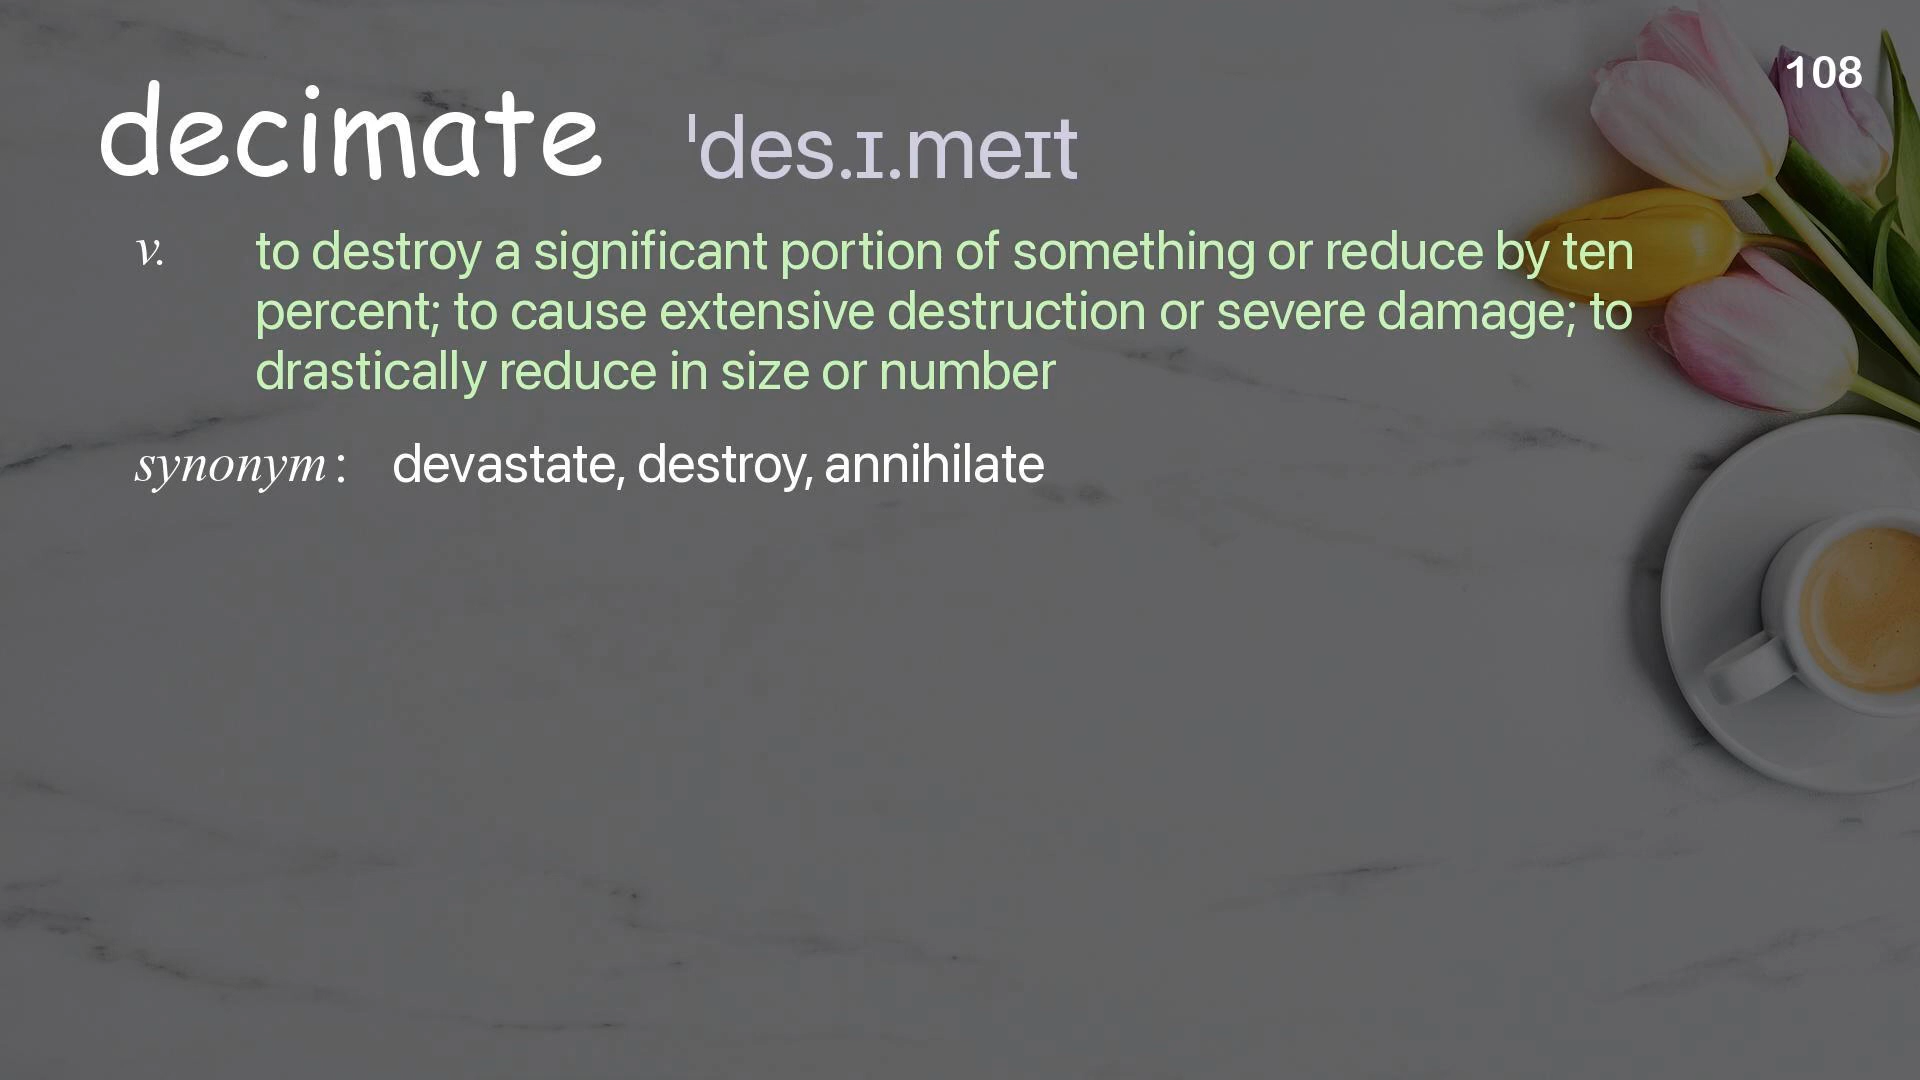 108
decimate ˈdes.ɪ.meɪt
v. to destroy a significant portion of something or reduce by ten
percent; to cause extensive destruction or severe damage; to
drastically reduce in size or number
synonym : devastate, destroy, annihilate